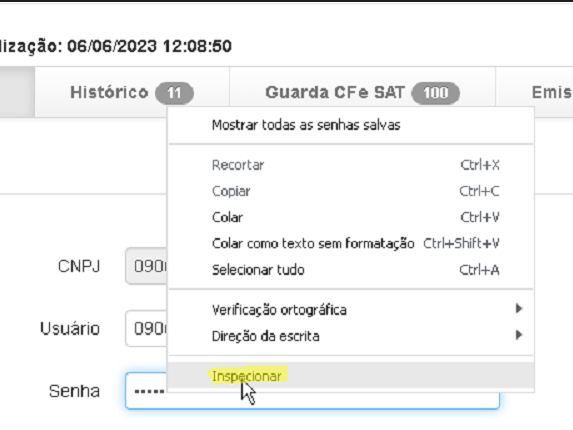 lização: 06/06/2023 12:08:50
Histórico 11 Guarda CFe SAT 100 Emis
Mostrar todas as senhas salvas
Recortar Ctrl+X
Copiar Ctrl+C
Colar Ctrl+V
Colar como texto sem formatação Ctrl+Shift+V
Selecionar tudo Ctrl+A
Verificação ortográfica
Direção da escrita
Inspecionar
CNPJ 090
Usuário 090
Senha •••••